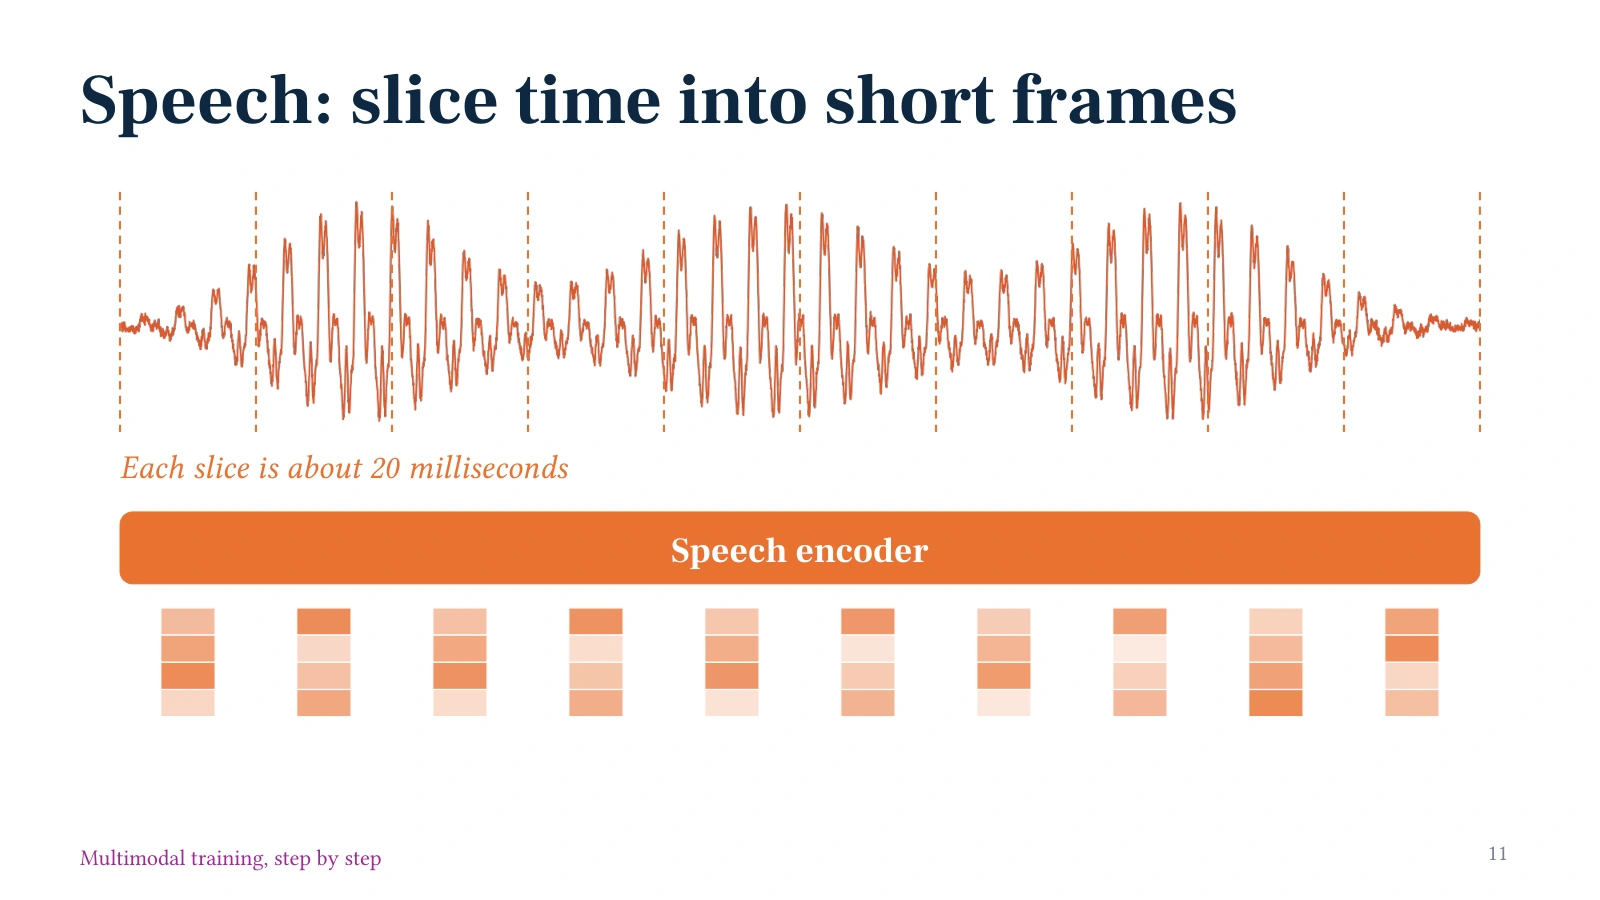 Speech: slice time into short frames
Each slice is about 20 milliseconds
Speech encoder
Multimodal training, step by step
11